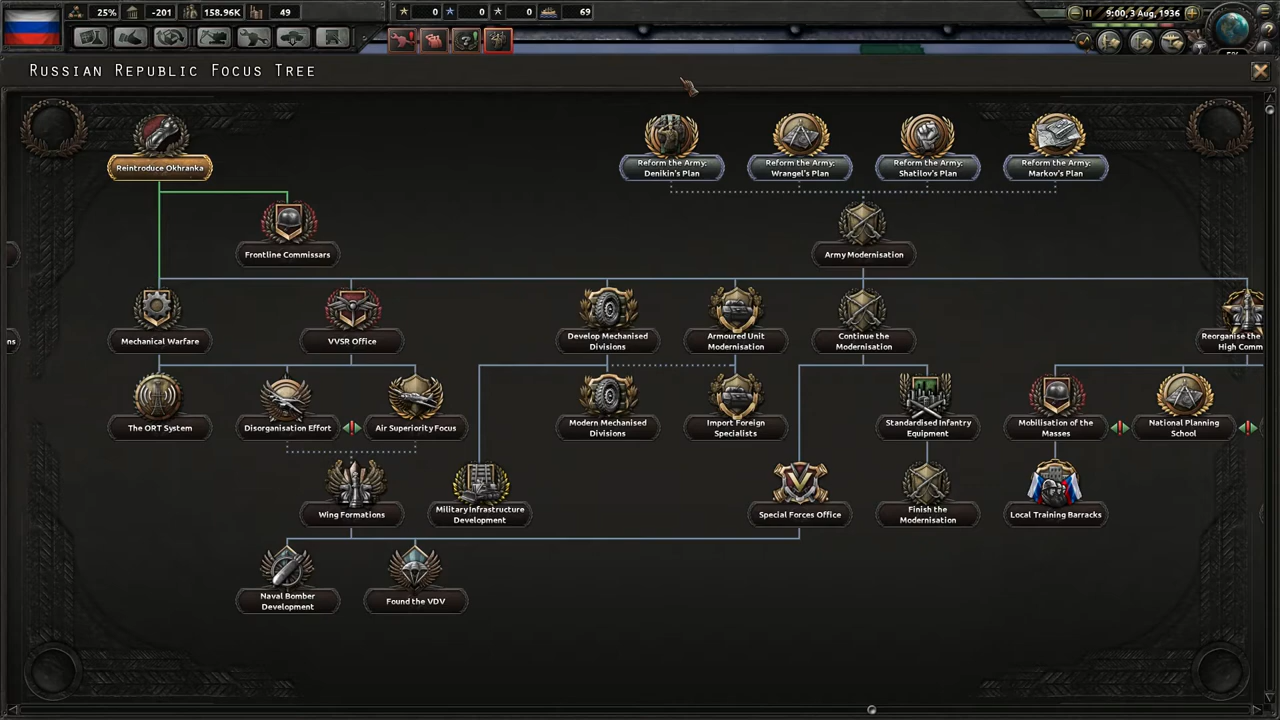 25%
-201
158.96K
49
0
0
0
69
9:00, 3 Aug, 1936
Russian Republic Focus Tree
Reintroduce Okhranka
Reform the Army:
Denikin's Plan
Reform the Army:
Wrangel's Plan
Reform the Army:
Shatilov's Plan
Reform the Army:
Markov's Plan
Frontline Commissars
Army Modernisation
ns
Mechanical Warfare
VVSR Office
Develop Mechanised
Divisions
Armoured Unit
Modernisation
Continue the
Modernisation
Reorganise the
High Comm
The ORT System
Disorganisation Effort
Air Superiority Focus
Modern Mechanised
Divisions
Import Foreign
Specialists
Standardised Infantry
Equipment
Mobilisation of the
Masses
National Planning
School
Wing Formations
Military Infrastructure
Development
Special Forces Office
Finish the
Modernisation
Local Training Barracks
Naval Bomber
Development
Found the VDV